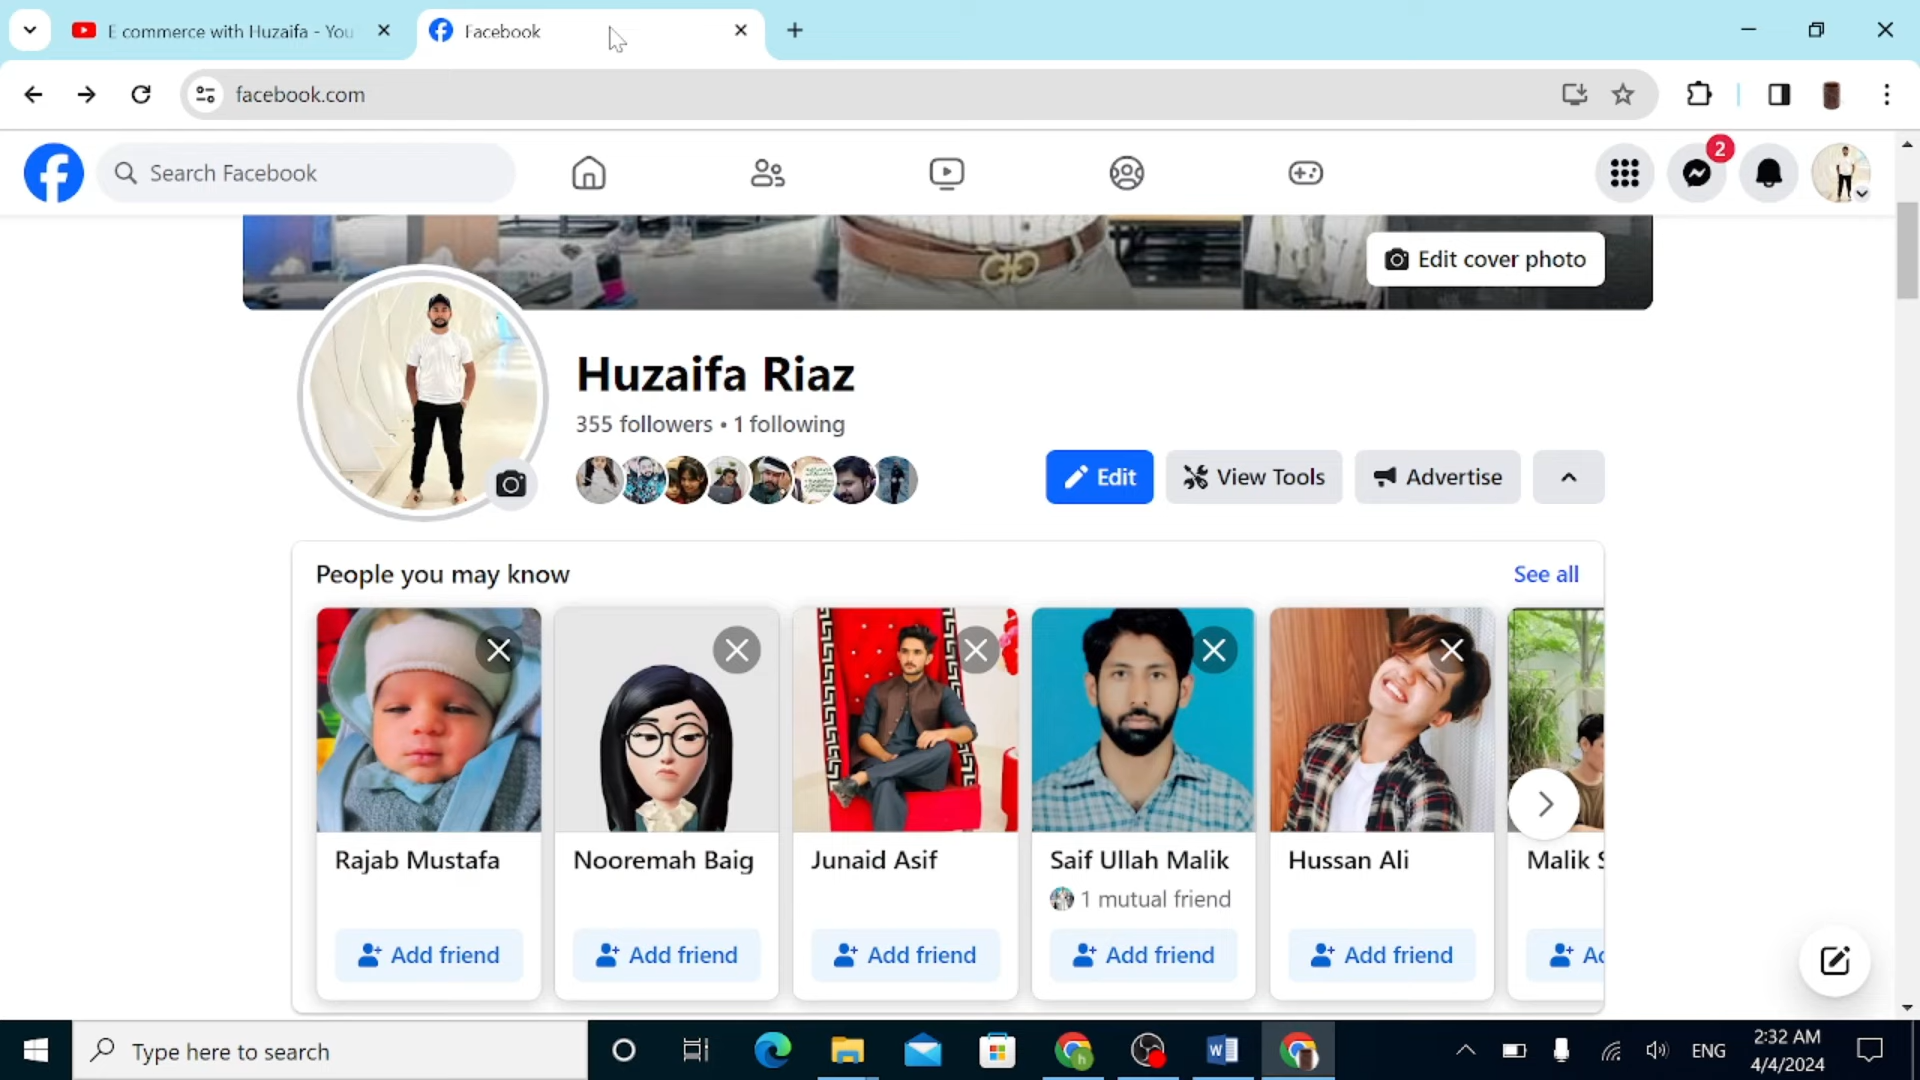 E commerce with Huzaifa - You
Facebook
facebook.com
Search Facebook
2
Edit cover photo
Huzaifa Riaz
355 followers • 1 following
Edit
View Tools
Advertise
People you may know
See all
Rajab Mustafa
Nooremah Baig
Junaid Asif
Saif Ullah Malik
Hussan Ali
Malik S
1 mutual friend
Add friend
Add friend
Add friend
Add friend
Add friend
Ad
Type here to search
ENG
2:32 AM
4/4/2024